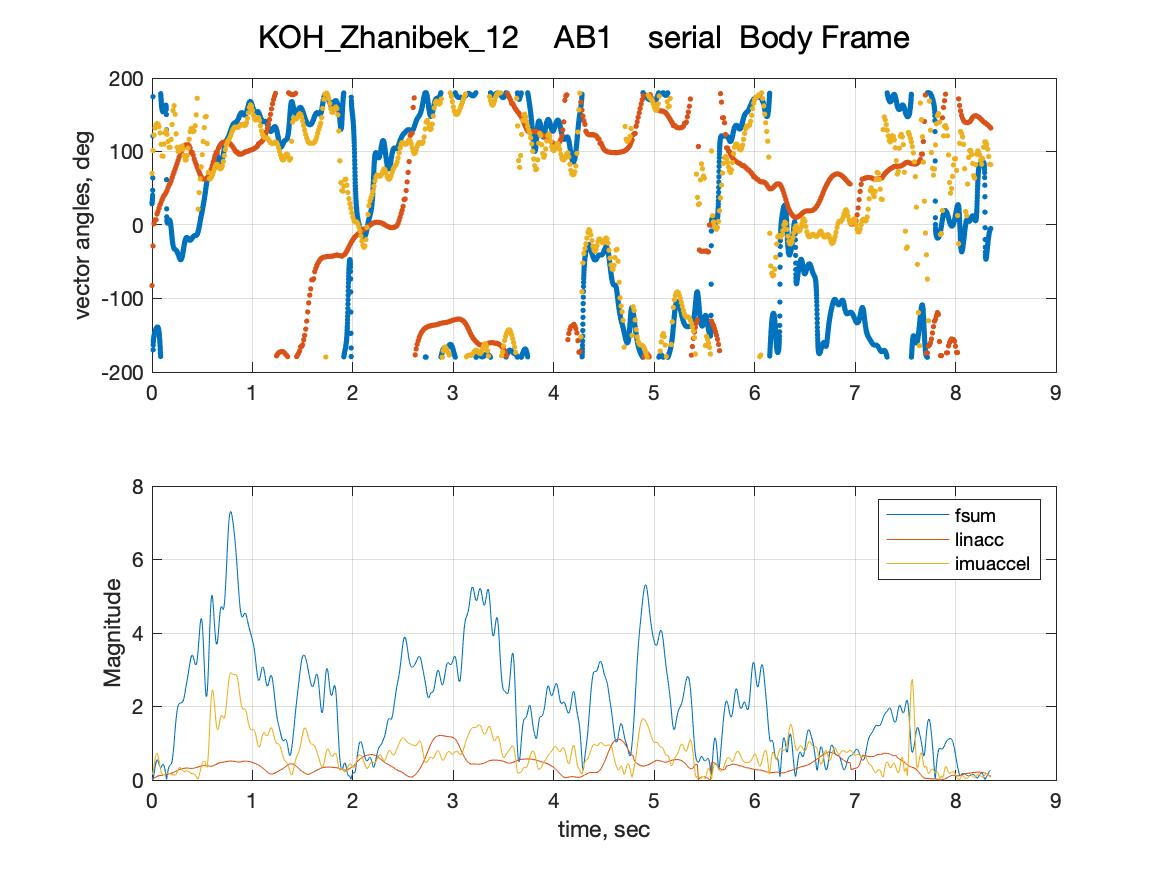 KOH_Zhanibek_12 AB1 serial Body Frame
200
100
0
-100
-200
vector angles, deg
0 1 2 3 4 5 6 7 8 9
8
6
4
2
0
Magnitude
fsum
linacc
imuaccel
0 1 2 3 4 5 6 7 8 9
time, sec